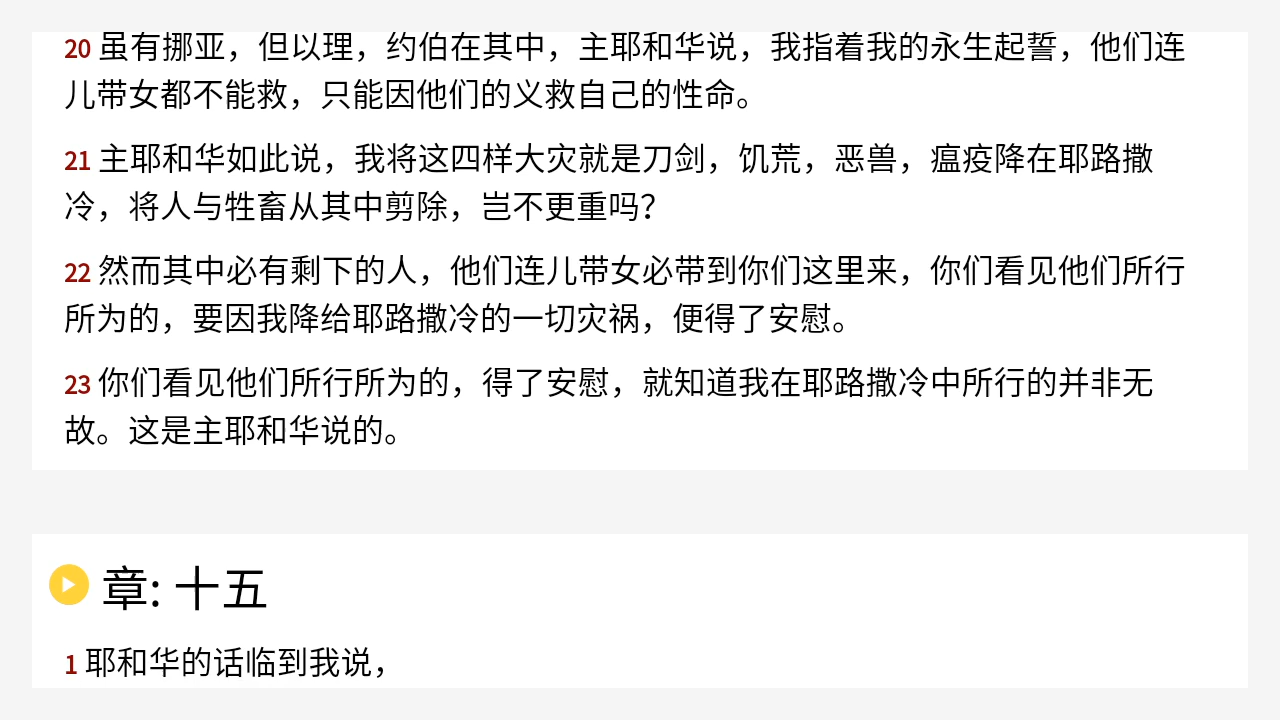 20 虽有挪亚，但以理，约伯在其中，主耶和华说，我指着我的永生起誓，他们连
儿带女都不能救，只能因他们的义救自己的性命。
21 主耶和华如此说，我将这四样大灾就是刀剑，饥荒，恶兽，瘟疫降在耶路撒
冷，将人与牲畜从其中剪除，岂不更重吗？
22 然而其中必有剩下的人，他们连儿带女必带到你们这里来，你们看见他们所行
所为的，要因我降给耶路撒冷的一切灾祸，便得了安慰。
23 你们看见他们所行所为的，得了安慰，就知道我在耶路撒冷中所行的并非无
故。这是主耶和华说的。
章: 十五
1 耶和华的话临到我说，